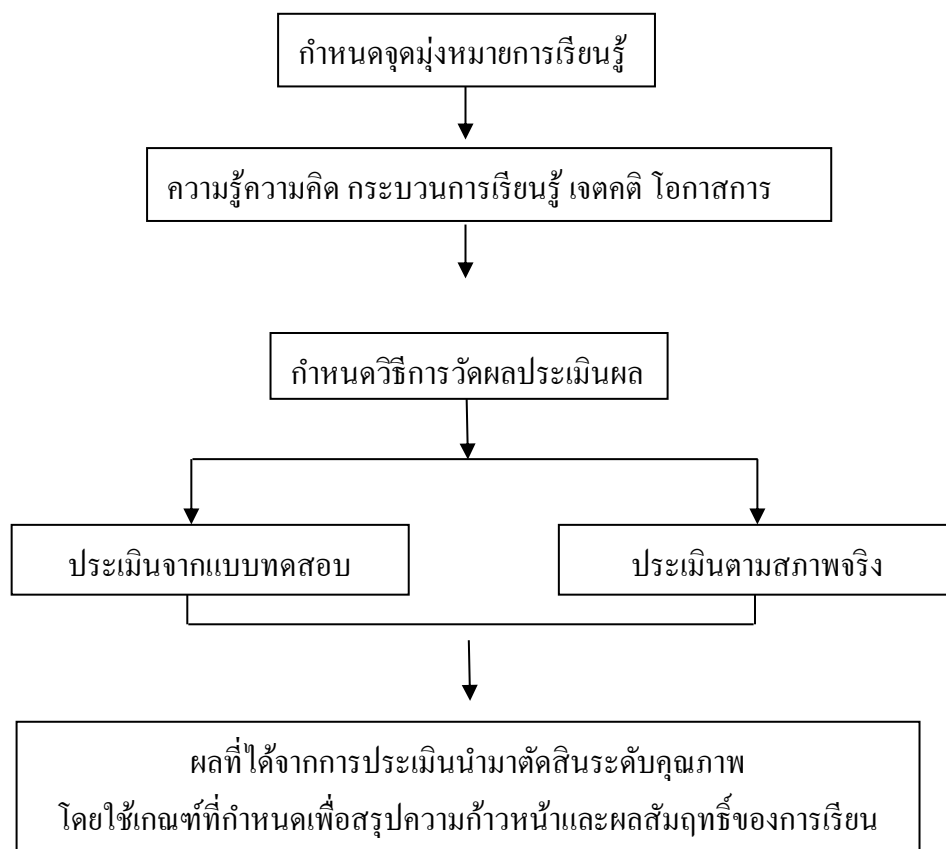 กำหนดจุดมุ่งหมายการเรียนรู้
ความรู้ความคิด กระบวนการเรียนรู้ เจตคติ โอกาสการ
กำหนดวิธีการวัดผลประเมินผล
ประเมินจากแบบทดสอบ
ประเมินตามสภาพจริง
ผลที่ได้จากการประเมินนำมาตัดสินระดับคุณภาพ
โดยใช้เกณฑ์ที่กำหนดเพื่อสรุปความก้าวหน้าและผลสัมฤทธิ์ของการเรียน